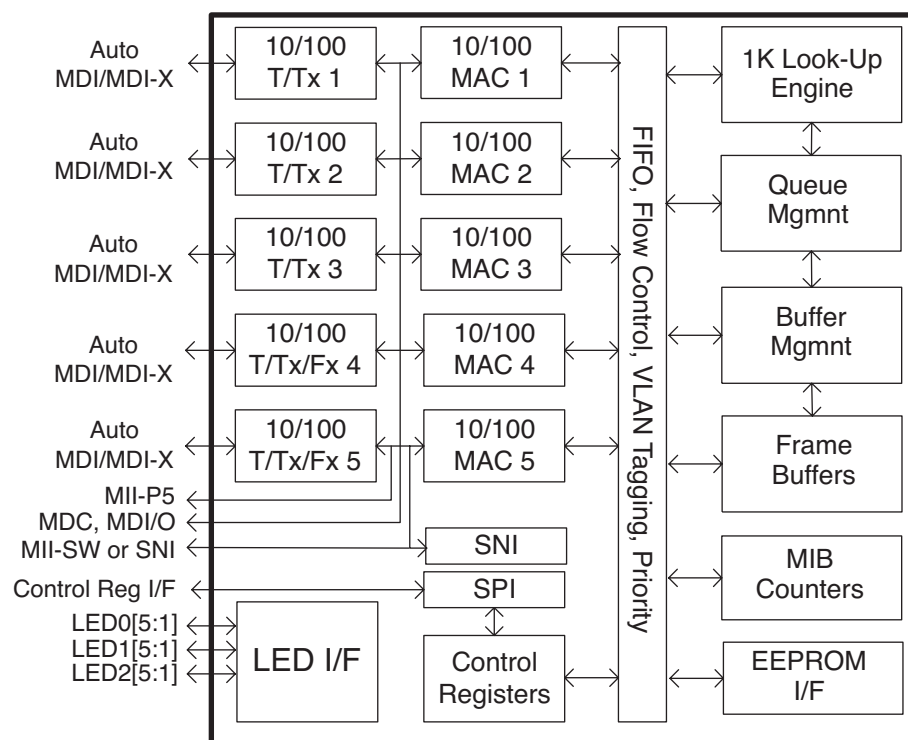 Auto
MDI/MDI-X
10/100
T/Tx 1
10/100
MAC 1
1K Look-Up
Engine
Auto
MDI/MDI-X
10/100
T/Tx 2
10/100
MAC 2
Queue
Mgmnt
Auto
MDI/MDI-X
10/100
T/Tx 3
10/100
MAC 3
Buffer
Mgmnt
Auto
MDI/MDI-X
10/100
T/Tx/Fx 4
10/100
MAC 4
Auto
MDI/MDI-X
10/100
T/Tx/Fx 5
10/100
MAC 5
Frame
Buffers
FIFO, Flow Control, VLAN Tagging, Priority
MII-P5
MDC, MDI/O
MII-SW or SNI
SNI
MIB
Counters
Control Reg I/F
SPI
LED0[5:1]
LED1[5:1]
LED2[5:1]
LED I/F
Control
Registers
EEPROM
I/F